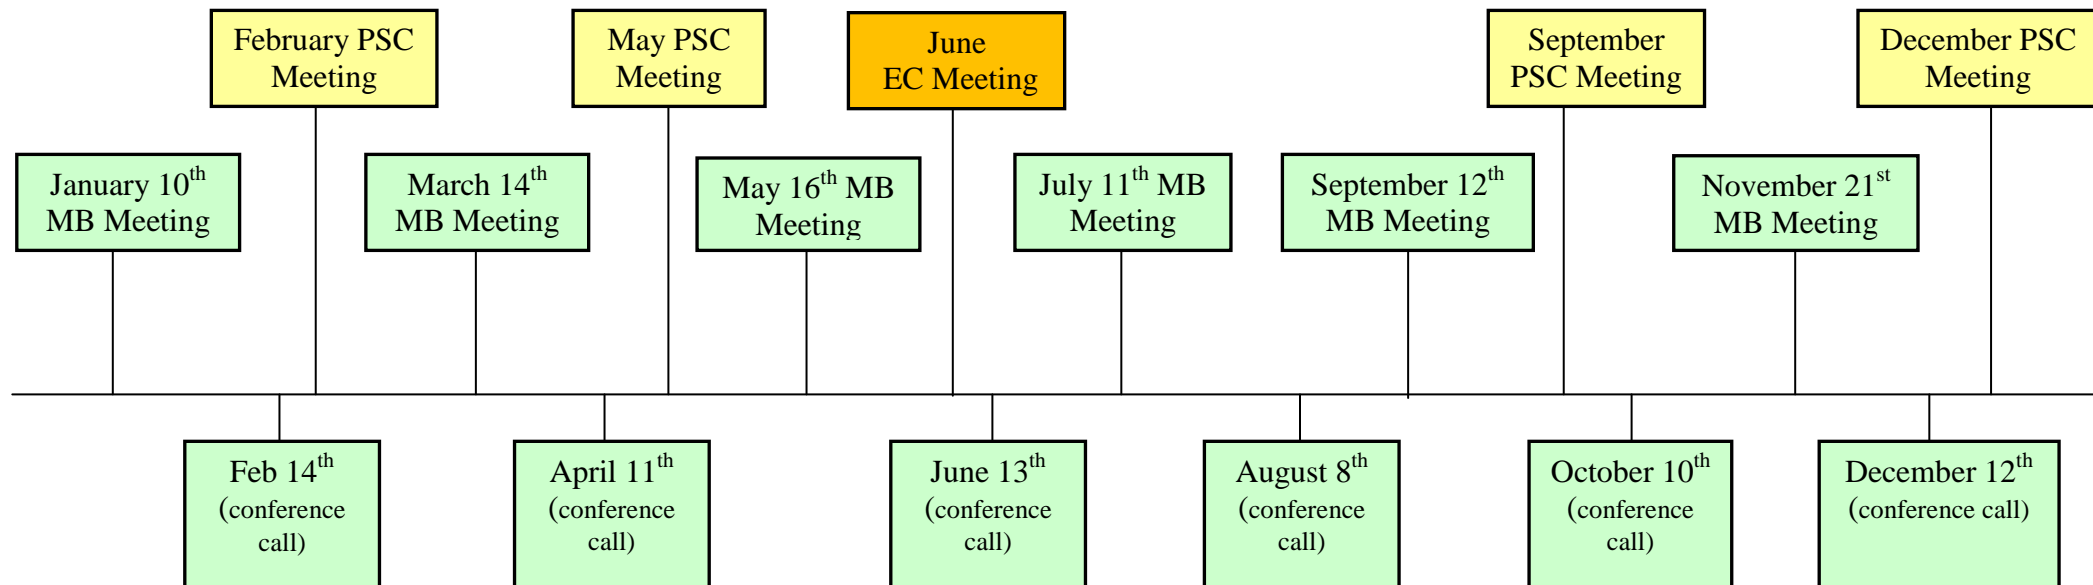 February PSC
Meeting
May PSC
Meeting
June
EC Meeting
September
PSC Meeting
December PSC
Meeting
January 10th
MB Meeting
March 14th
MB Meeting
May 16th MB
Meeting
July 11th MB
Meeting
September 12th
MB Meeting
November 21st
MB Meeting
Feb 14th
(conference
call)
April 11th
(conference
call)
June 13th
(conference
call)
August 8th
(conference
call)
October 10th
(conference
call)
December 12th
(conference call)